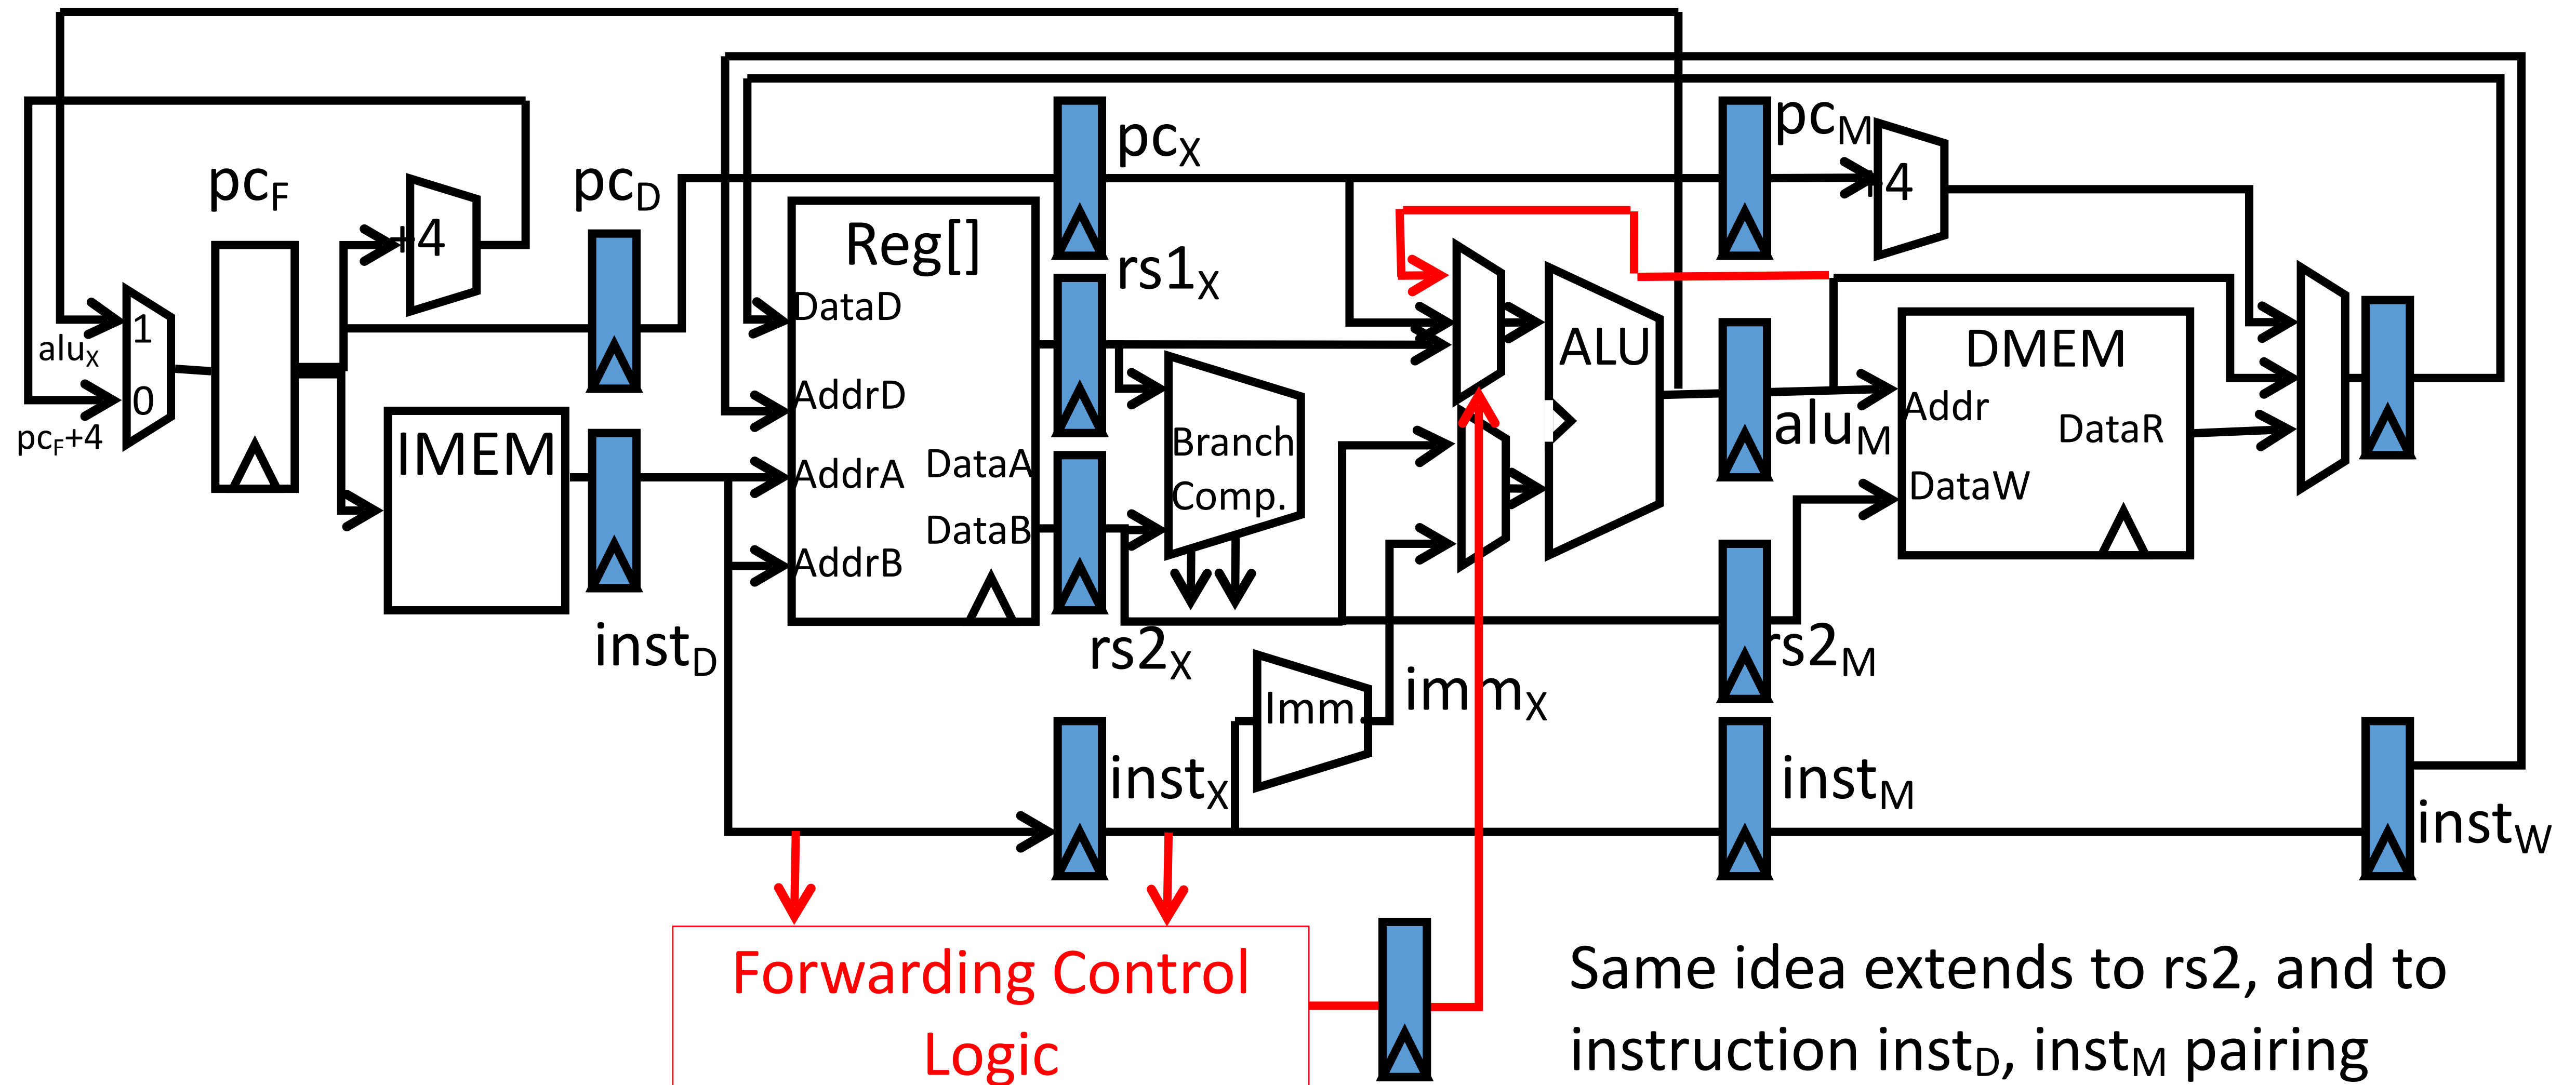 pcF
+4
pcD
pcX
pcM
+4
Reg[]
rs1X
DataD
1
aluX
0
pcF+4
ALU
DMEM
AddrD
IMEM
Branch
Comp.
aluM
Addr
DataR
AddrA
DataA
DataW
DataB
AddrB
instD
rs2X
rs2M
Imm.
immX
instX
instM
instW
Forwarding Control
Logic
Same idea extends to rs2, and to
instruction instD, instM pairing